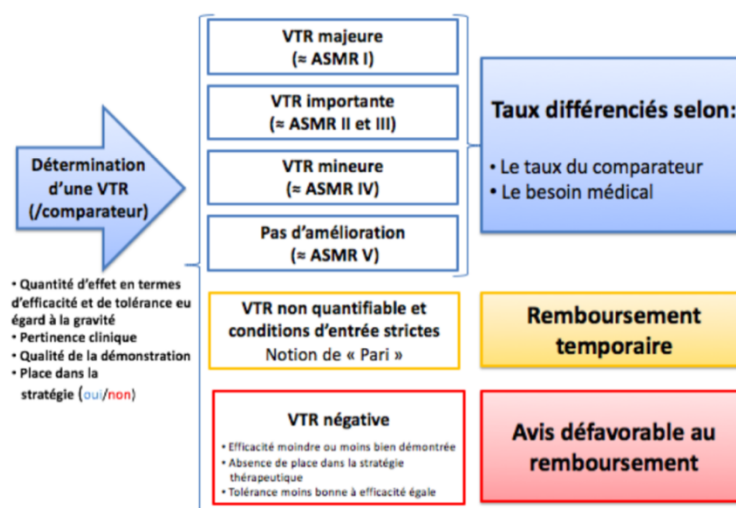 Détermination
d'une VTR
(/comparateur)
• Quantité d'effet en termes
d'efficacité et de tolérance eu
égard à la gravité
• Pertinence clinique
• Qualité de la démonstration
• Place dans la
stratégie (oui/non)
VTR majeure
(≈ ASMR I)
VTR importante
(≈ ASMR II et III)
VTR mineure
(≈ ASMR IV)
Pas d'amélioration
(≈ ASMR V)
Taux différenciés selon:
• Le taux du comparateur
• Le besoin médical
VTR non quantifiable et
conditions d'entrée strictes
Notion de « Pari »
Remboursement
temporaire
VTR négative
• Efficacité moindre ou moins bien démontrée
• Absence de place dans la stratégie
thérapeutique
• Tolérance moins bonne à efficacité égale
Avis défavorable au
remboursement